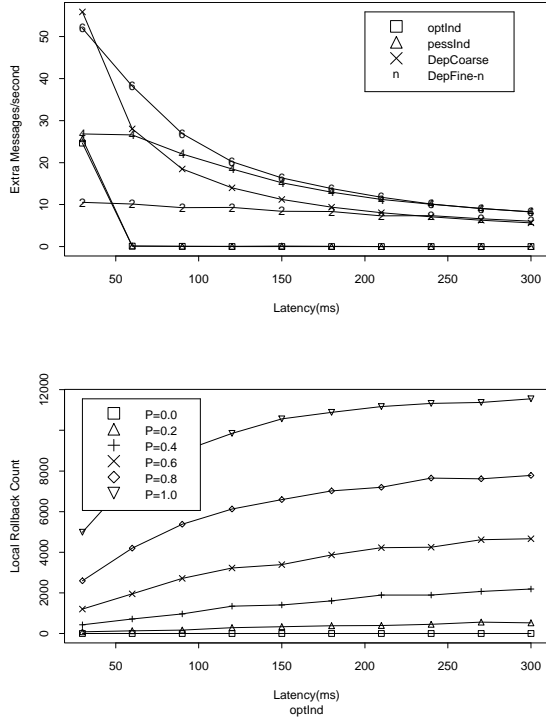 Extra Messages/second
0 10 20 30 40 50
optInd
pessInd
DepCoarse
n DepFine-n
6 6 6 6 6 6 6 6 6 6
4 4 4 4 4 4 4 4 4 4
2 2 2 2 2 2 2 2 2 2
50 100 150 200 250 300
Latency(ms)
Local Rollback Count
0 2000 4000 6000 8000 12000
P=0.0
P=0.2
P=0.4
P=0.6
P=0.8
P=1.0
50 100 150 200 250 300
Latency(ms)
optInd